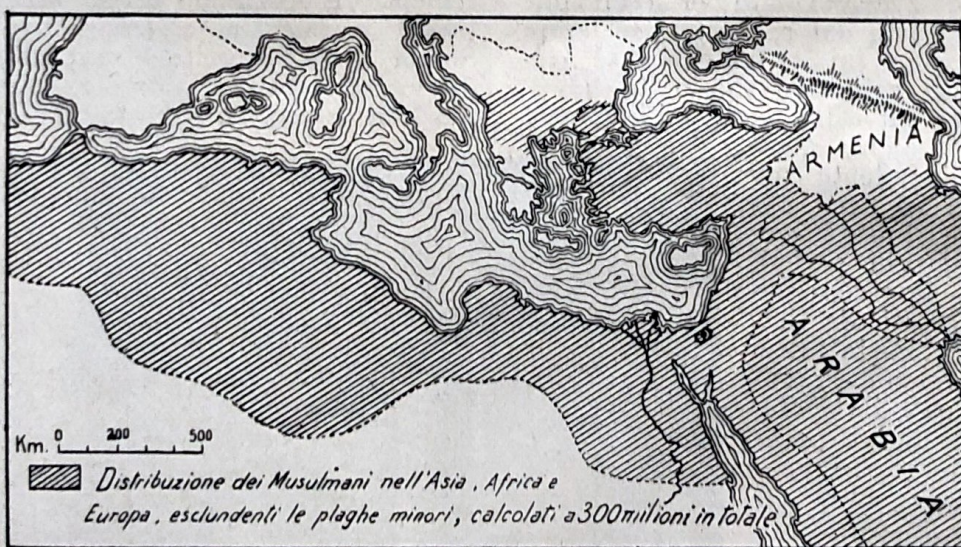 ARMENIA
ARABIA
Km. 0 200 500
Distribuzione dei Musulmani nell'Asia, Africa e
Europa, esclundenti le plaghe minori, calcolati a 300 milioni in totale